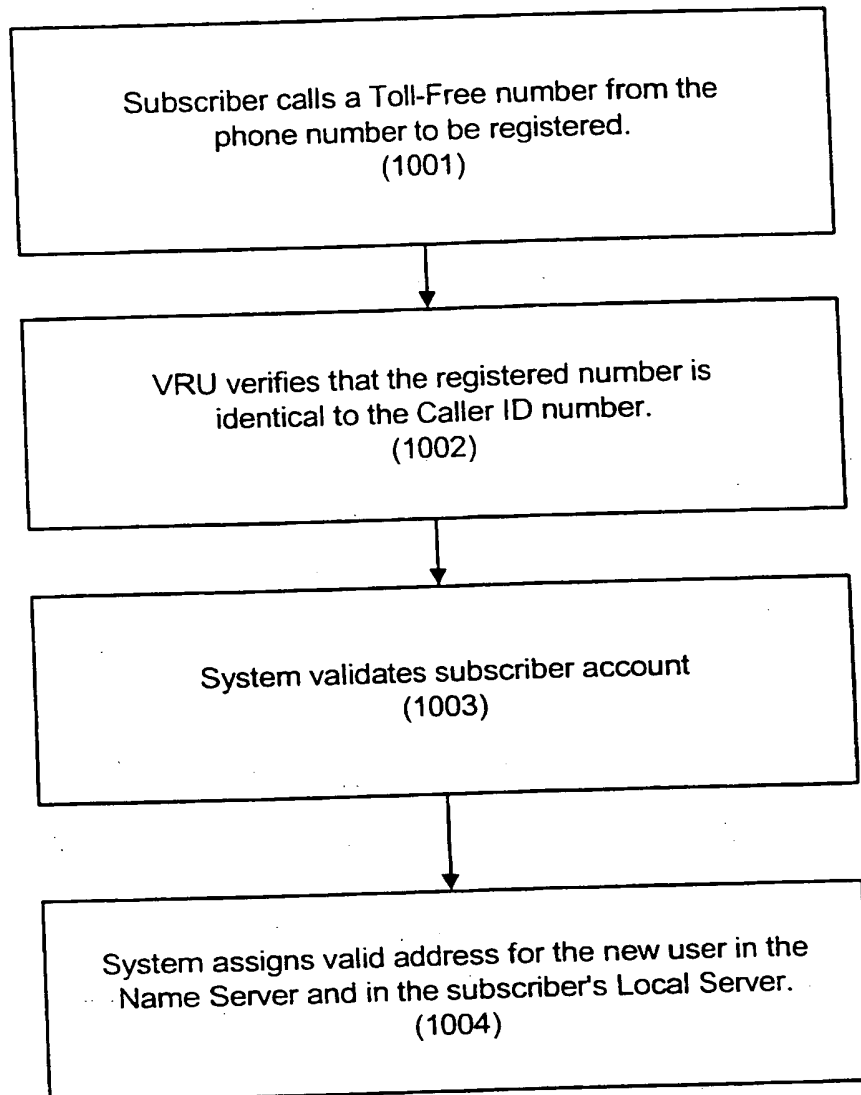 Subscriber calls a Toll-Free number from the
phone number to be registered.
(1001)
VRU verifies that the registered number is
identical to the Caller ID number.
(1002)
System validates subscriber account
(1003)
System assigns valid address for the new user in the
Name Server and in the subscriber's Local Server.
(1004)